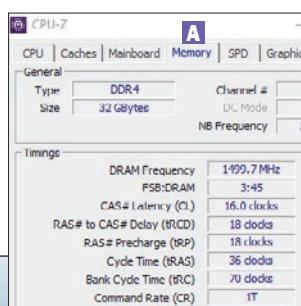 CPU-Z
A
CPU Caches Mainboard Memory SPD
General
Type DDR4 Channel #
Size 32 GBytes DC Mode
NB Frequency
Timings
DRAM Frequency 1499.7 MHz
FSB:DRAM 3:45
CAS# Latency (CL) 16.0 clocks
RAS# to CAS# Delay (tRCD) 18 clocks
RAS# Precharge (tRP) 18 clocks
Cycle Time (tRAS) 36 clocks
Bank Cycle Time (tRC) 70 clocks
Command Rate (CR) 1T